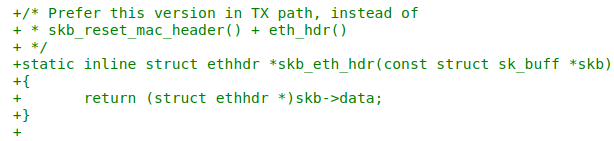 +/* Prefer this version in TX path, instead of
+ * skb_reset_mac_header() + eth_hdr()
+ */
+static inline struct ethhdr *skb_eth_hdr(const struct sk_buff *skb)
+{
+       return (struct ethhdr *)skb->data;
+}
+